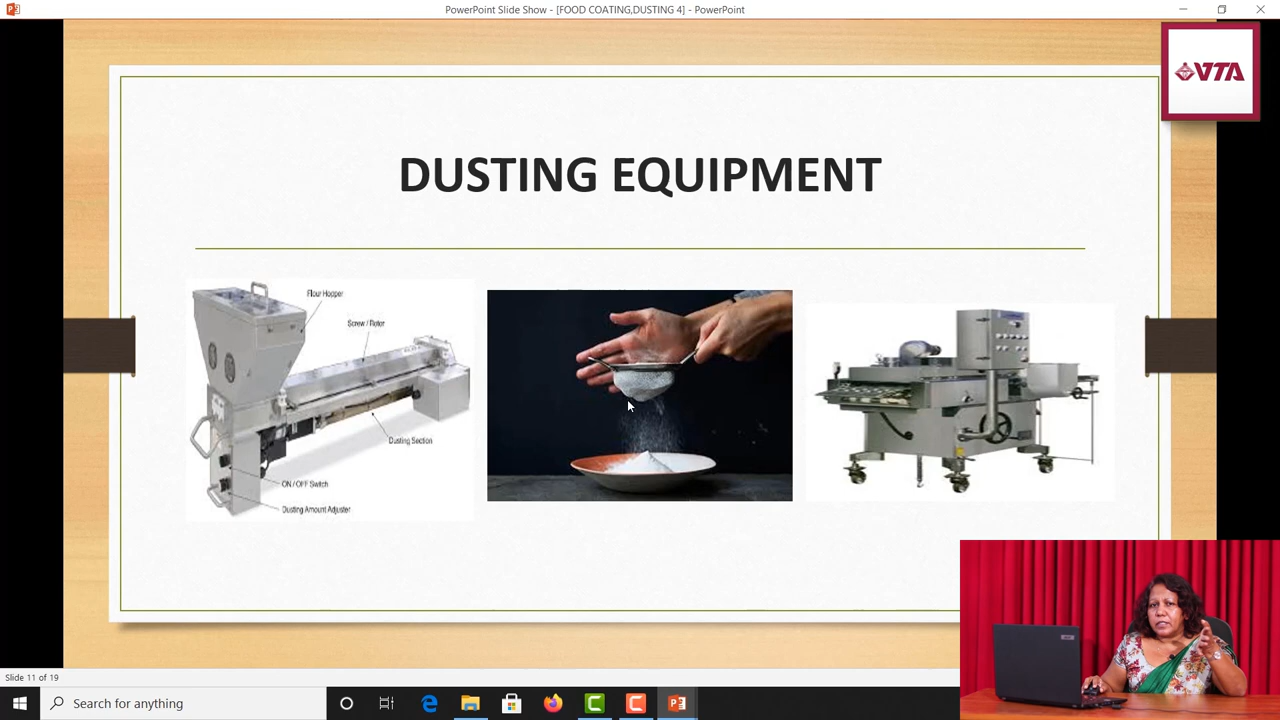 PowerPoint Slide Show - [FOOD COATING,DUSTING 4] - PowerPoint
VTA
DUSTING EQUIPMENT
Flour Hopper
Screw / Rotor
Dusting Section
ON / OFF Switch
Dusting Amount Adjuster
Slide 11 of 19
Search for anything